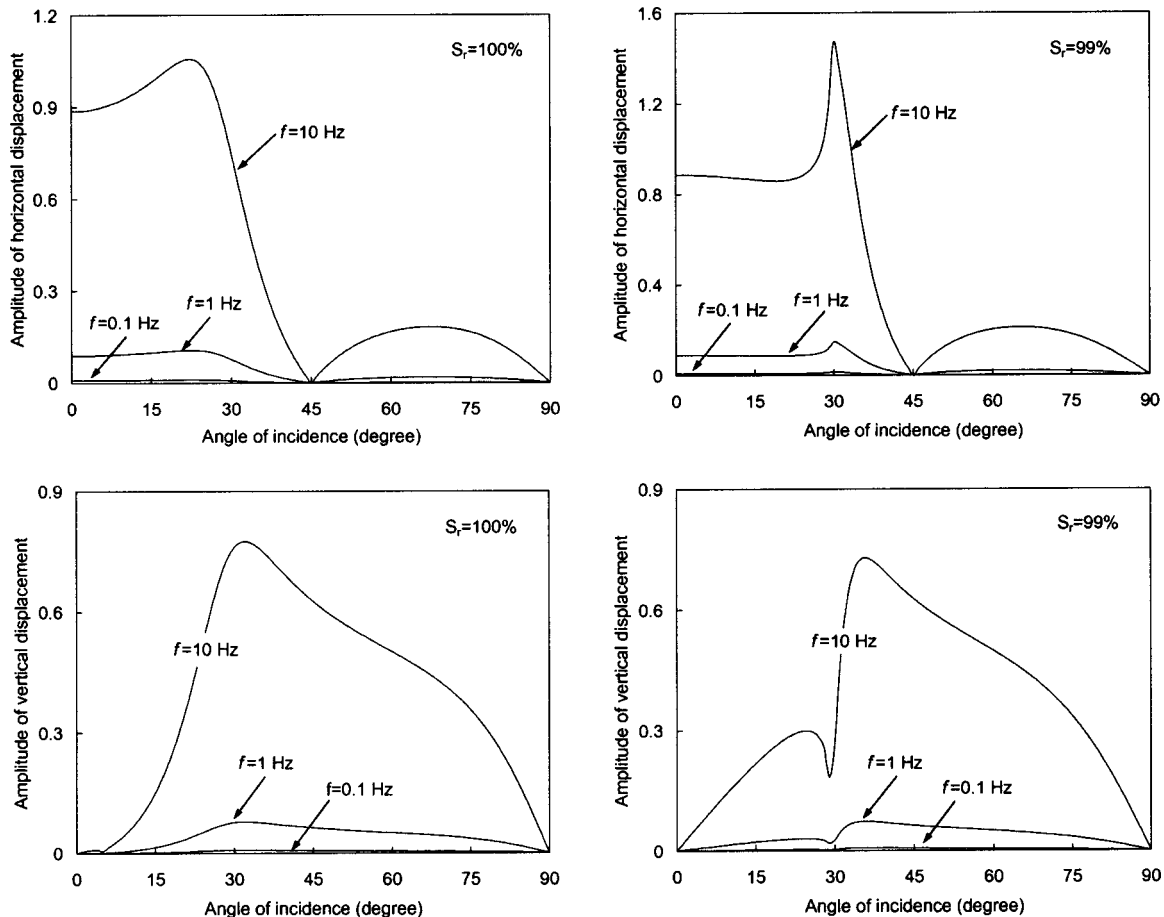 Amplitude of horizontal displacement
1.2
0.9
0.6
0.3
0
Sr=100%
f=10 Hz
f=1 Hz
f=0.1 Hz
0 15 30 45 60 75 90
Angle of incidence (degree)
Amplitude of horizontal displacement
1.6
1.2
0.8
0.4
0
Sr=99%
f=10 Hz
f=1 Hz
f=0.1 Hz
0 15 30 45 60 75 90
Angle of incidence (degree)
Amplitude of vertical displacement
0.9
0.6
0.3
0
Sr=100%
f=10 Hz
f=1 Hz
f=0.1 Hz
0 15 30 45 60 75 90
Angle of incidence (degree)
Amplitude of vertical displacement
0.9
0.6
0.3
0
Sr=99%
f=10 Hz
f=1 Hz
f=0.1 Hz
0 15 30 45 60 75 90
Angle of incidence (degree)